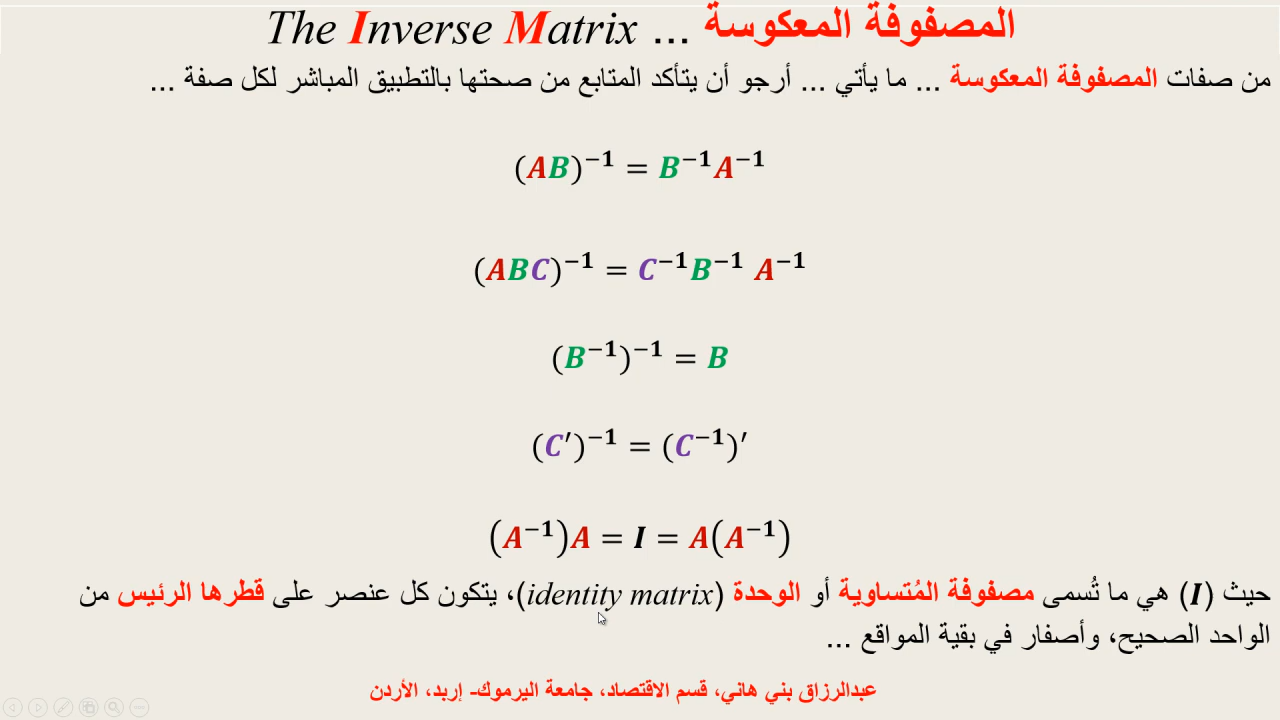 المصفوفة المعكوسة ... The Inverse Matrix
من صفات المصفوفة المعكوسة ... ما يأتي ... أرجو أن يتأكد المتابع من صحتها بالتطبيق المباشر لكل صفة ...
(AB)⁻¹ = B⁻¹A⁻¹
(ABC)⁻¹ = C⁻¹B⁻¹ A⁻¹
(B⁻¹)⁻¹ = B
(C′)⁻¹ = (C⁻¹)′
(A⁻¹)A = I = A(A⁻¹)
حيث (I) هي ما تُسمى مصفوفة المُتساوية أو الوحدة (identity matrix)، يتكون كل عنصر على قطرها الرئيس من
الواحد الصحيح، وأصفار في بقية المواقع ...
عبدالرزاق بني هاني، قسم الاقتصاد، جامعة اليرموك- إربد، الأردن